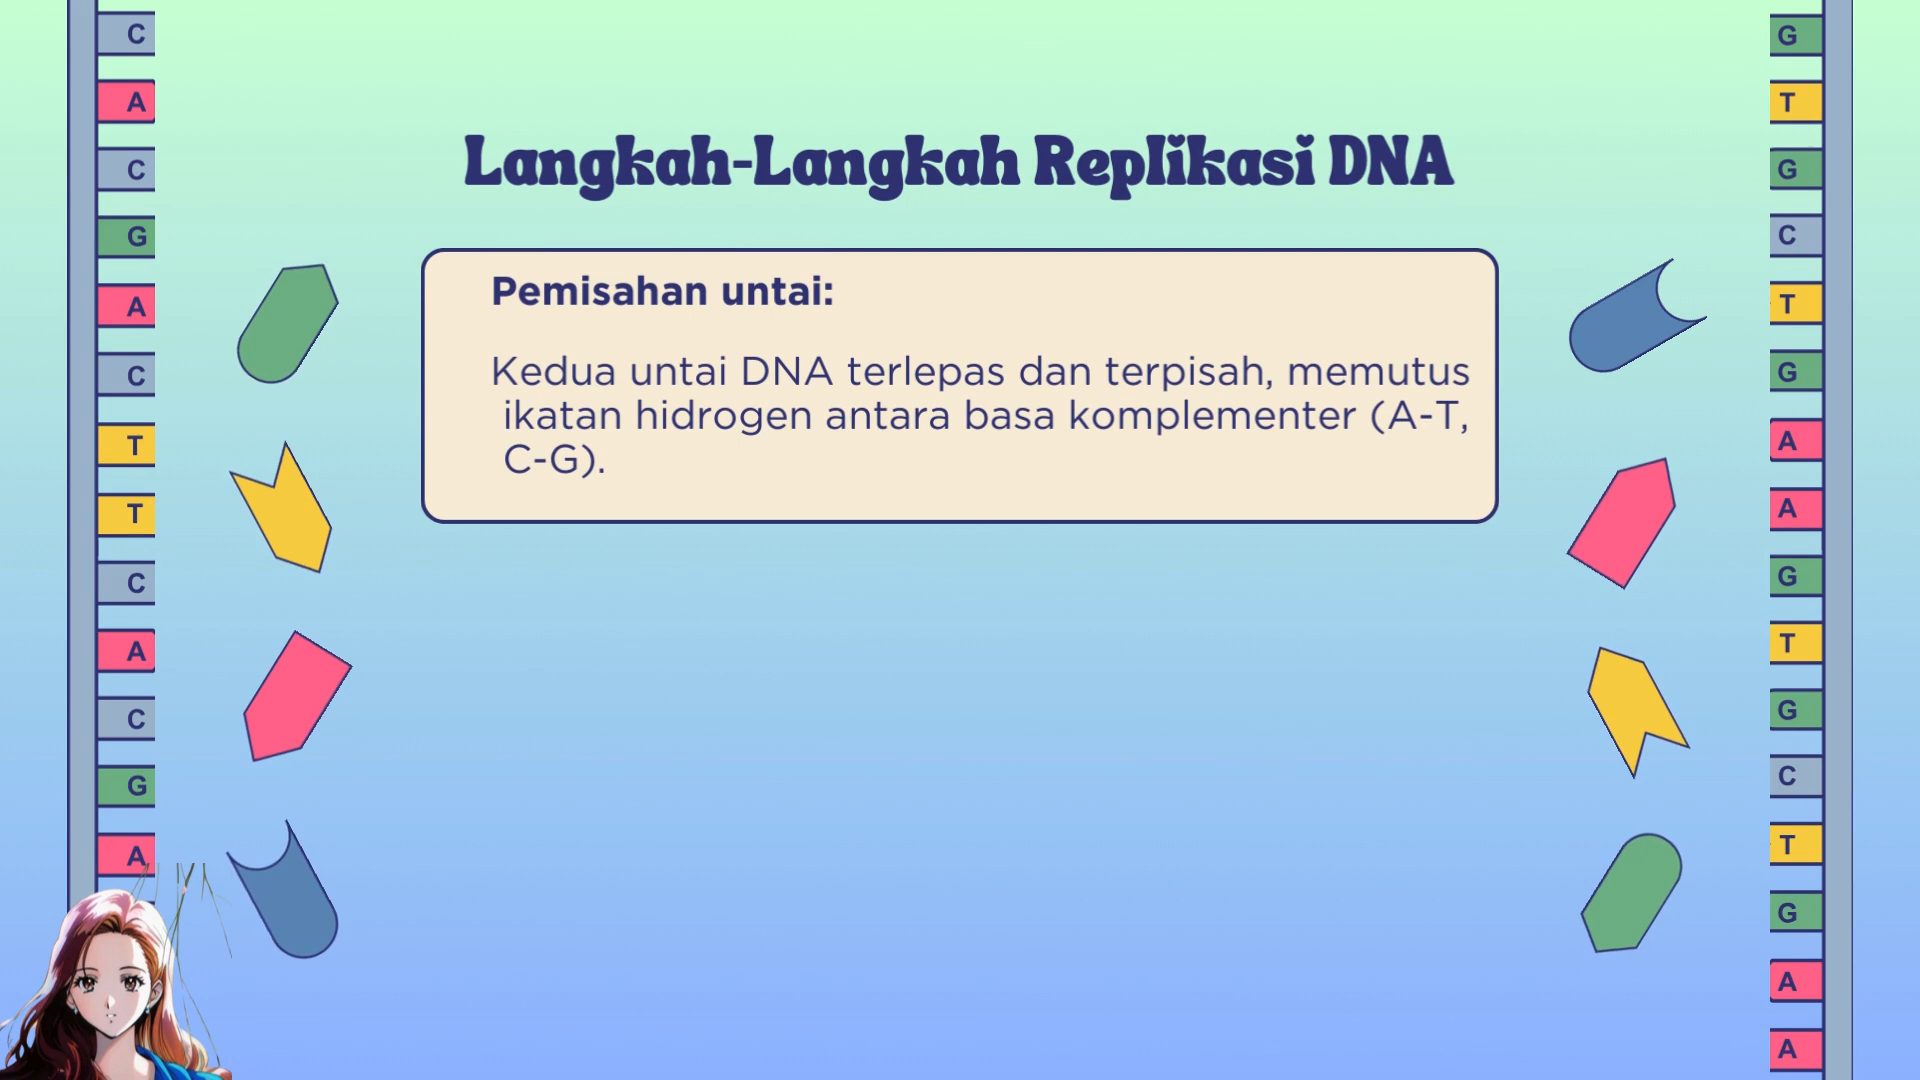 Langkah-Langkah Replikasi DNA
Pemisahan untai:
Kedua untai DNA terlepas dan terpisah, memutus
ikatan hidrogen antara basa komplementer (A-T,
C-G).
C
A
C
G
A
C
T
T
C
A
C
G
A
G
T
G
C
T
G
A
A
G
T
G
C
T
G
A
A